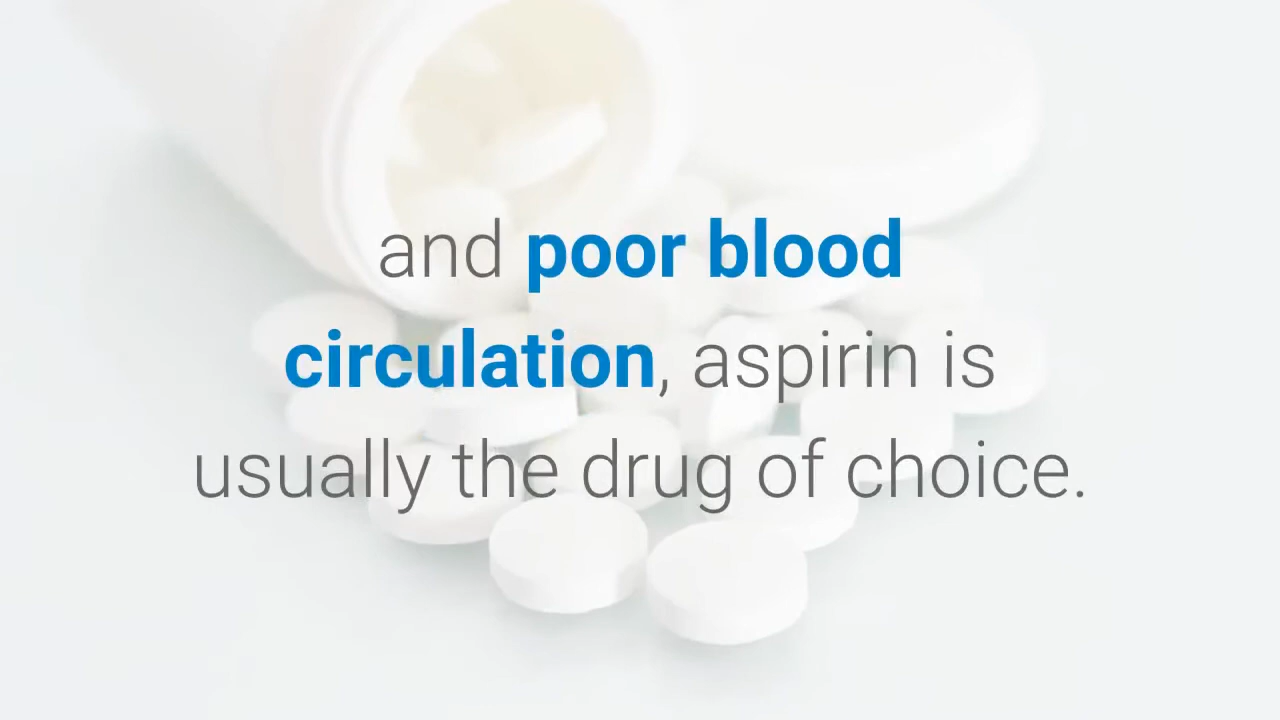 and poor blood
circulation, aspirin is
usually the drug of choice.